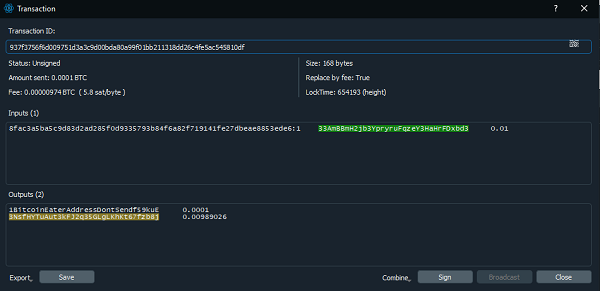 Transaction
Transaction ID:
937f3756f6d009751d3a3c9d00bda80a99f01bb211318dd26c4fe5ac545810df
Status: Unsigned
Size: 168 bytes
Amount sent: 0.0001 BTC
Replace by fee: True
Fee: 0.00000974 BTC ( 5.8 sat/byte )
LockTime: 654193 (height)
Inputs (1)
8fac3a5ba5c9d83d2ad285f0d9335793b84f6a82f719141fe27dbeae8853ede6:1 33AmBBmH2jb3YpryruFqzeY3HaHrFDxbd3 0.01
Outputs (2)
1BitcoinEaterAddressDontSendf59kuE 0.0001
3NsfHYTuAut3kFJ2q35GLgLKhKt67fzb8j 0.00989026
Export
Save
Combine
Sign
Broadcast
Close